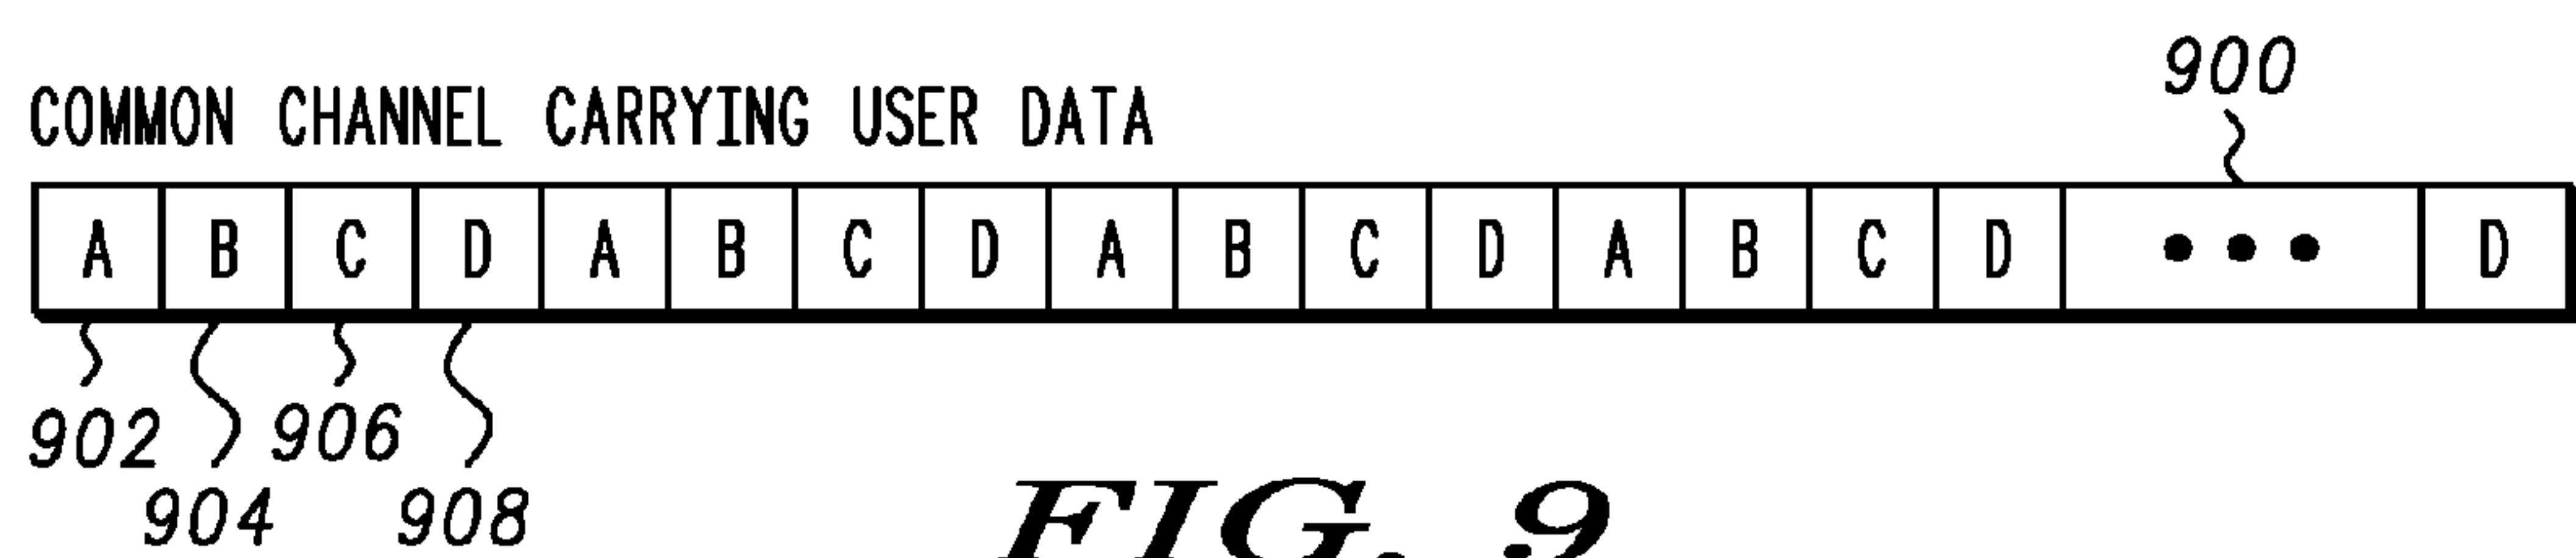 900
COMMON CHANNEL CARRYING USER DATA
A B C D A B C D A B C D A B C D ••• D
902 906
904 908
FIG. 9